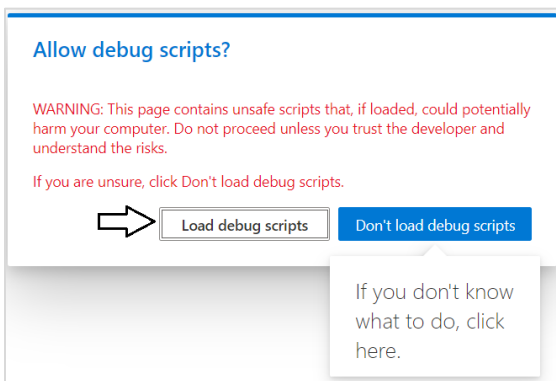 Allow debug scripts?
WARNING: This page contains unsafe scripts that, if loaded, could potentially
harm your computer. Do not proceed unless you trust the developer and
understand the risks.
If you are unsure, click Don't load debug scripts.
Load debug scripts
Don't load debug scripts
If you don't know
what to do, click
here.